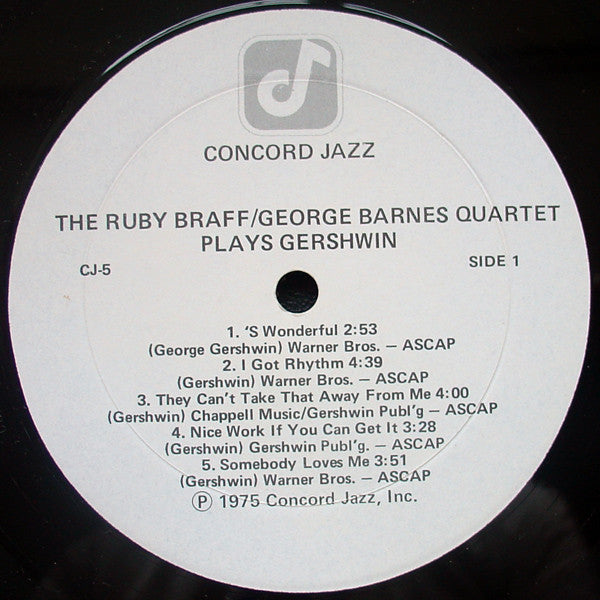 CONCORD JAZZ
THE RUBY BRAFF/GEORGE BARNES QUARTET
PLAYS GERSHWIN
CJ-5
SIDE 1
1. 'S Wonderful 2:53
(George Gershwin) Warner Bros. — ASCAP
2. I Got Rhythm 4:39
(Gershwin) Warner Bros. — ASCAP
3. They Can't Take That Away From Me 4:00
(Gershwin) Chappell Music/Gershwin Publ'g — ASCAP
4. Nice Work If You Can Get It 3:28
(Gershwin) Gershwin Publ'g. — ASCAP
5. Somebody Loves Me 3:51
(Gershwin) Warner Bros. — ASCAP
Ⓟ 1975 Concord Jazz, Inc.